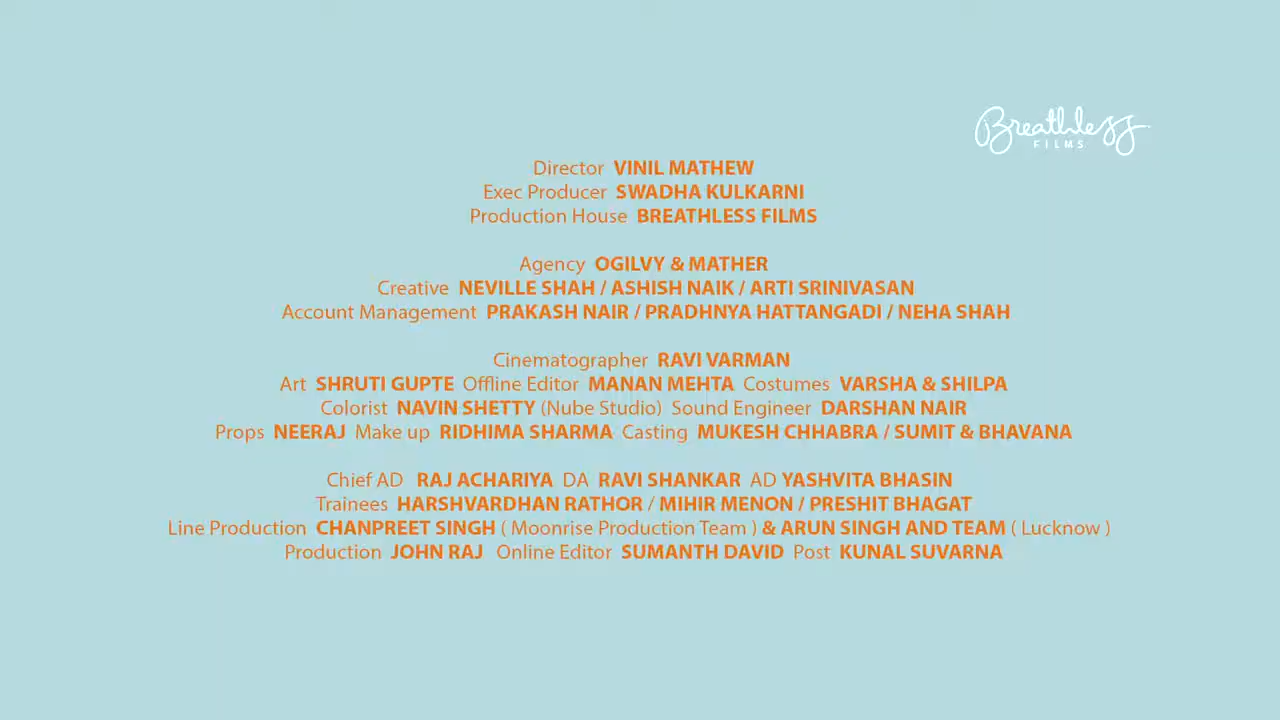 Breathless
FILMS
Director VINIL MATHEW
Exec Producer SWADHA KULKARNI
Production House BREATHLESS FILMS
Agency OGILVY & MATHER
Creative NEVILLE SHAH / ASHISH NAIK / ARTI SRINIVASAN
Account Management PRAKASH NAIR / PRADHNYA HATTANGADI / NEHA SHAH
Cinematographer RAVI VARMAN
Art SHRUTI GUPTE Offline Editor MANAN MEHTA Costumes VARSHA & SHILPA
Colorist NAVIN SHETTY (Nube Studio) Sound Engineer DARSHAN NAIR
Props NEERAJ Make up RIDHIMA SHARMA Casting MUKESH CHHABRA / SUMIT & BHAVANA
Chief AD RAJ ACHARIYA DA RAVI SHANKAR AD YASHVITA BHASIN
Trainees HARSHVARDHAN RATHOR / MIHIR MENON / PRESHIT BHAGAT
Line Production CHANPREET SINGH ( Moonrise Production Team ) & ARUN SINGH AND TEAM ( Lucknow )
Production JOHN RAJ Online Editor SUMANTH DAVID Post KUNAL SUVARNA